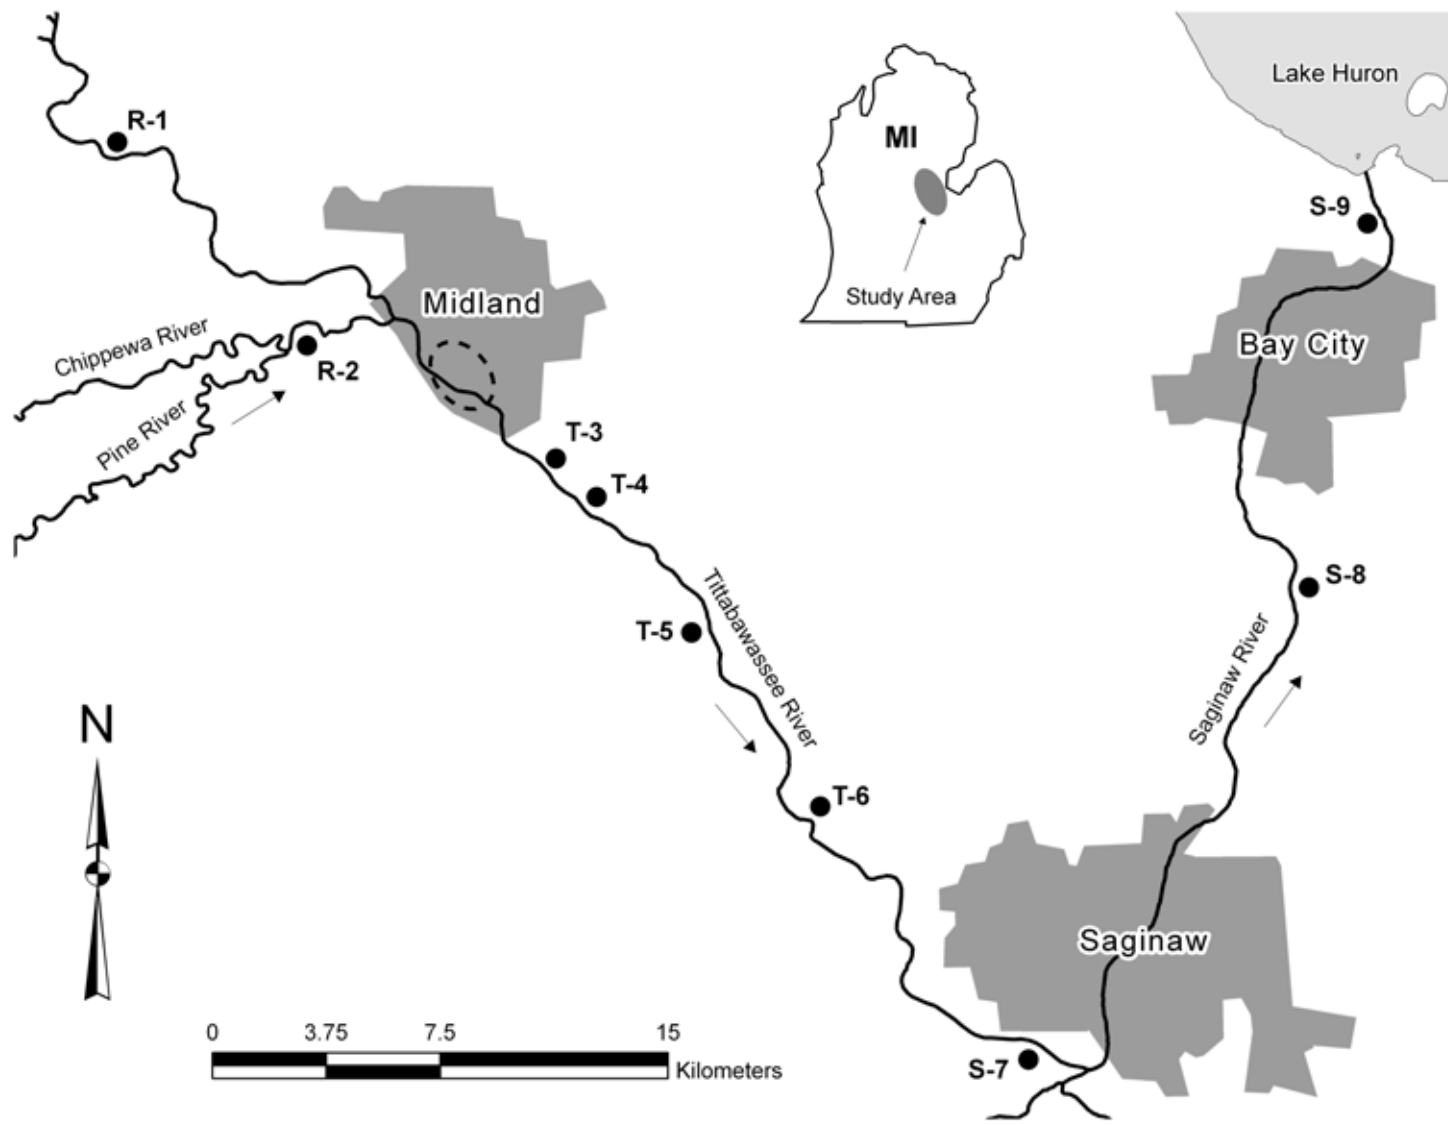 Lake Huron
R-1
MI
S-9
Study Area
Midland
Chippewa River
Bay City
R-2
Pine River
T-3
T-4
S-8
Tittabawassee River
T-5
Saginaw River
N
T-6
Saginaw
0 3.75 7.5 15
Kilometers
S-7